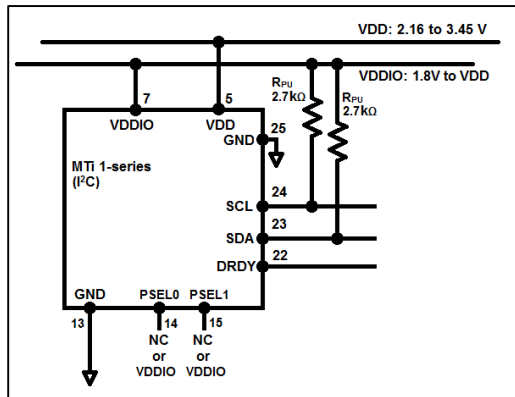 VDD: 2.16 to 3.45 V
VDDIO: 1.8V to VDD
RPU
2.7kΩ
RPU
2.7kΩ
7
5
VDDIO
VDD
25
GND
MTi 1-series
(I²C)
24
SCL
23
SDA
22
DRDY
GND
PSEL0
PSEL1
13
14
15
NC
or
VDDIO
NC
or
VDDIO